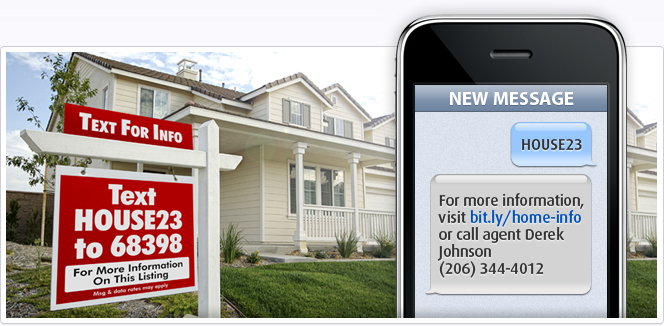 TEXT FOR INFO
Text
HOUSE23
to 68398
For More Information
On This Listing
Msg & data rates may apply
NEW MESSAGE
HOUSE23
For more information,
visit bit.ly/home-info
or call agent Derek
Johnson
(206) 344-4012